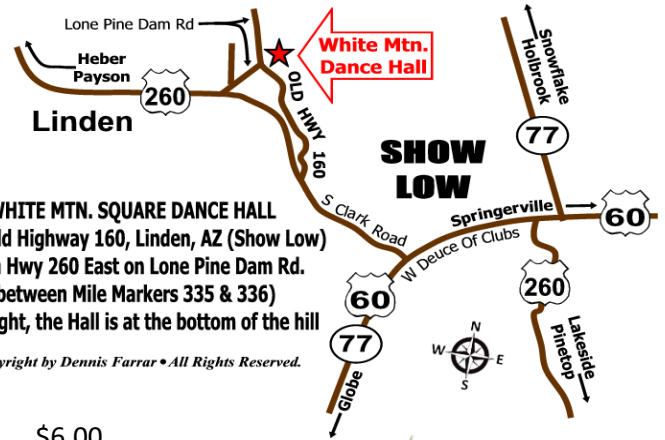 Lone Pine Dam Rd
White Mtn.
Dance Hall
Heber
Payson
260
OLD HWY 160
Linden
Snowflake
Holbrook
77
SHOW
LOW
S Clark Road
Springerville
60
W Deuce Of Clubs
WHITE MTN. SQUARE DANCE HALL
ld Highway 160, Linden, AZ (Show Low)
Hwy 260 East on Lone Pine Dam Rd.
between Mile Markers 335 & 336)
ght, the Hall is at the bottom of the hill
yright by Dennis Farrar • All Rights Reserved.
60
77
Globe
N
W
E
S
260
Lakeside
Pinetop
$6.00